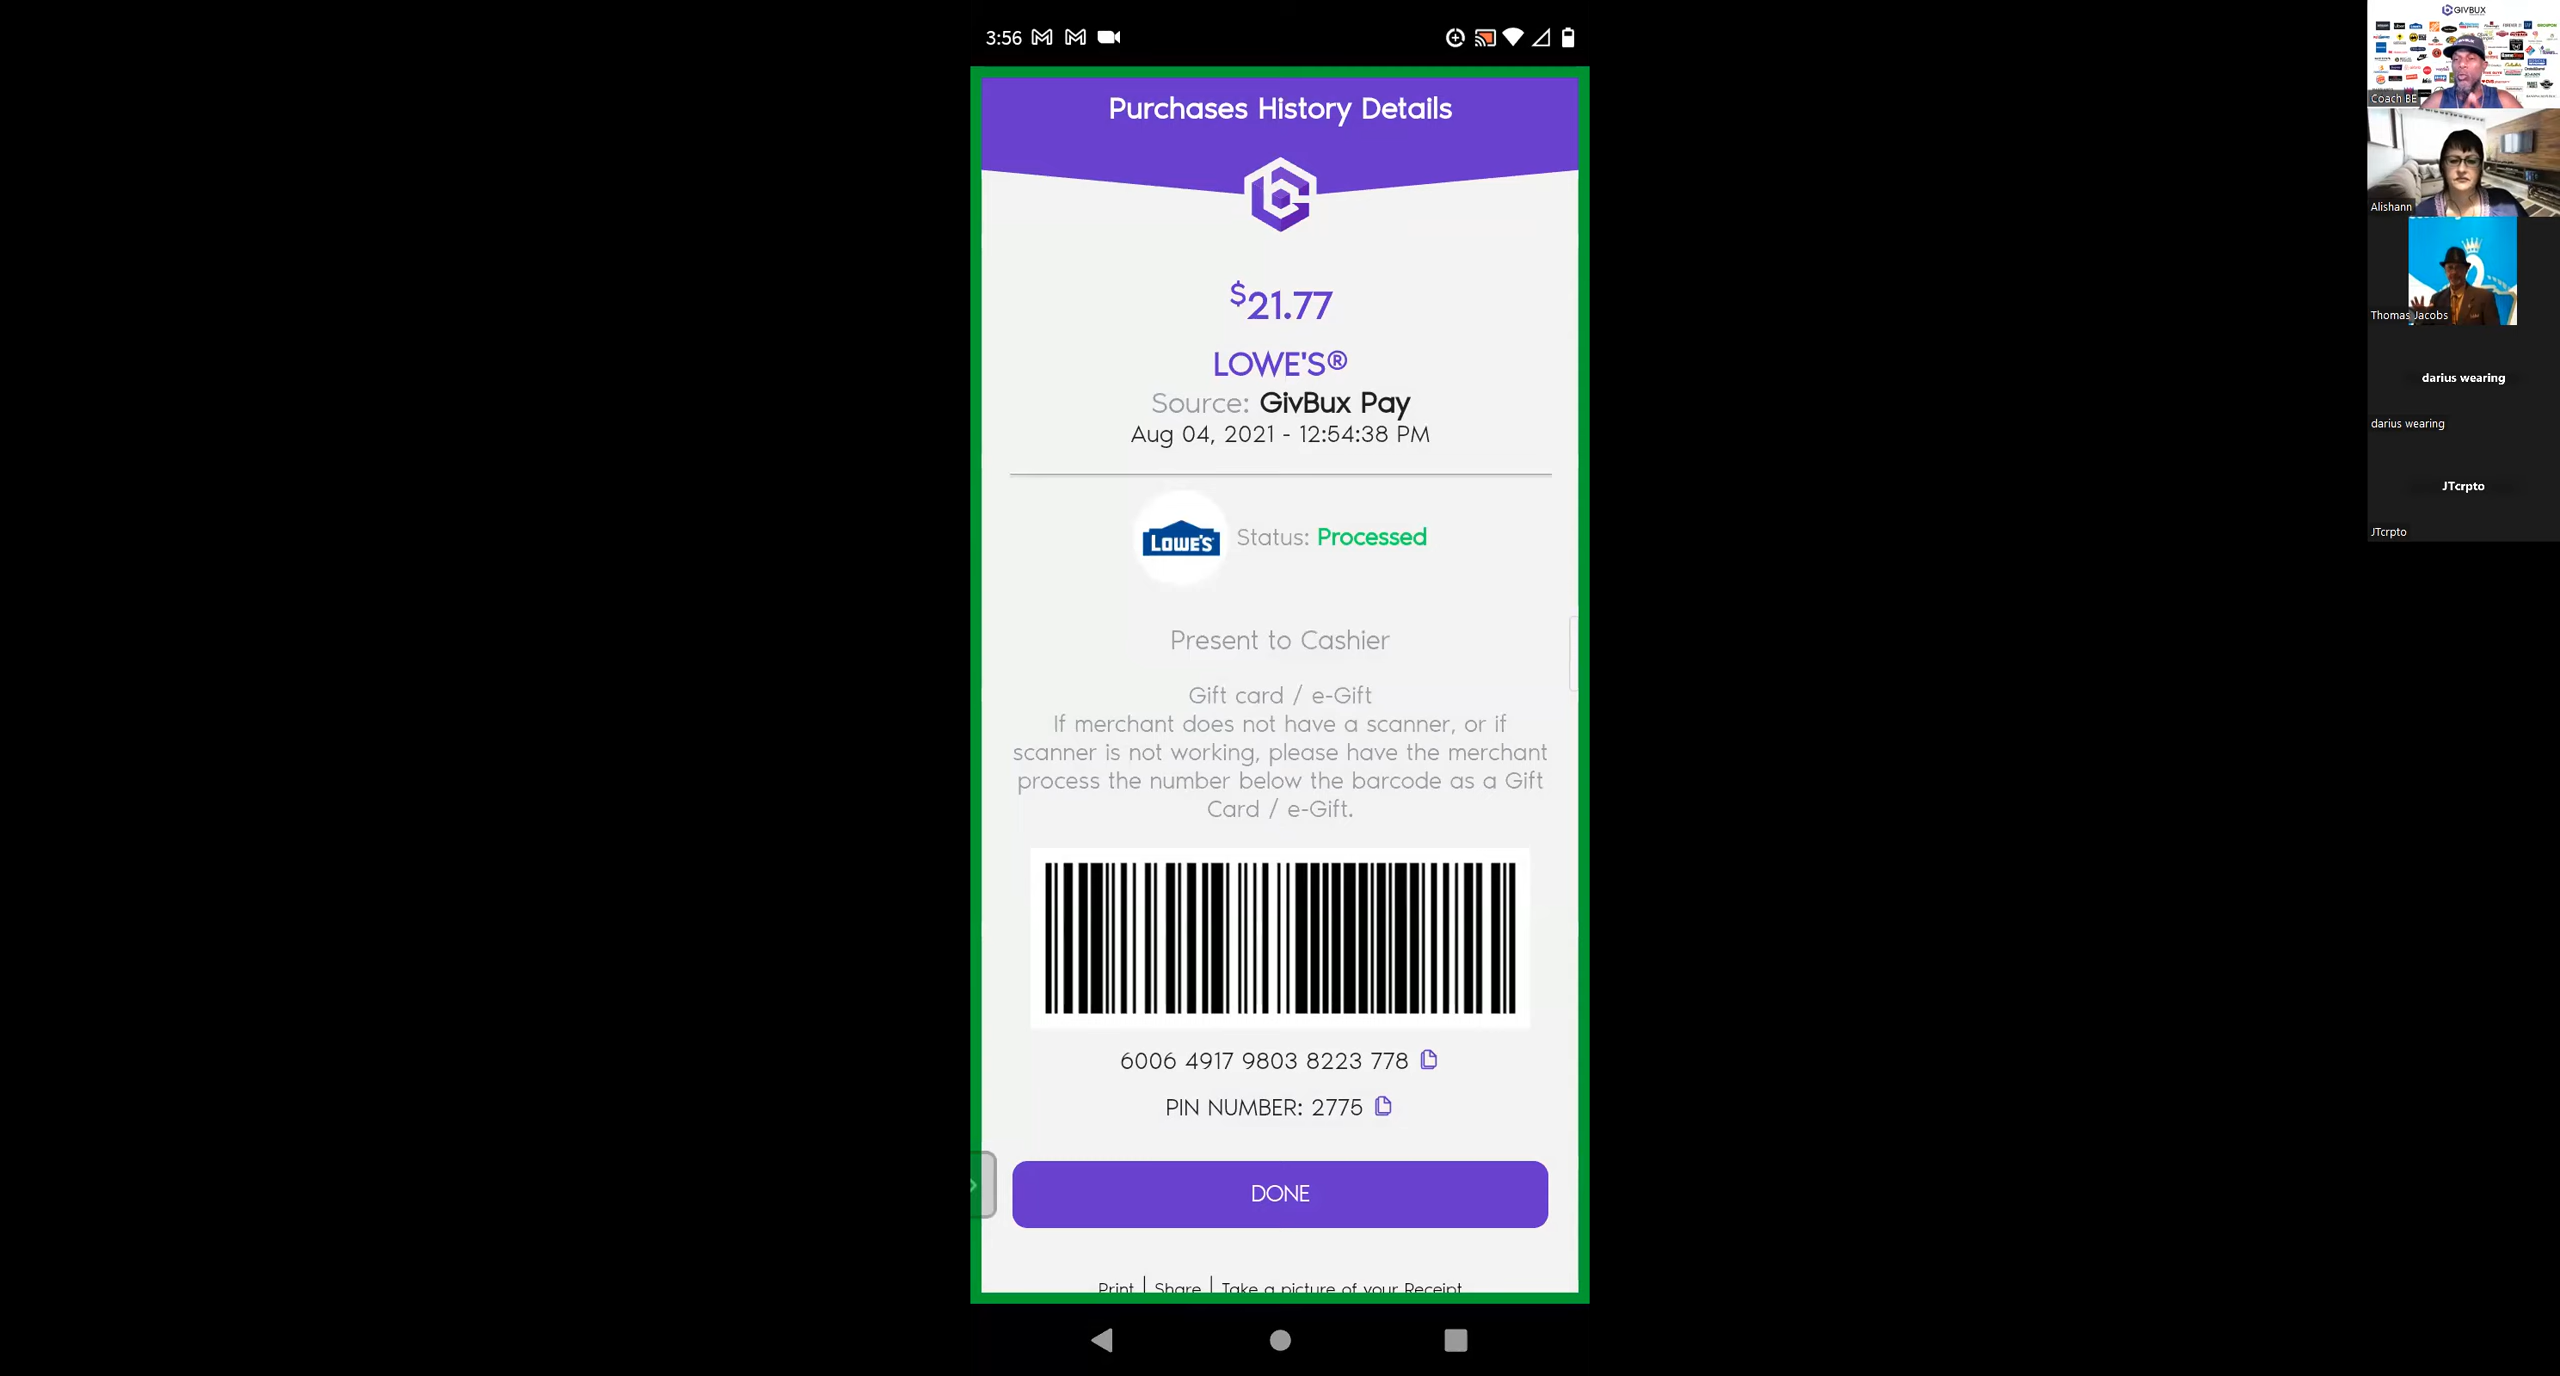 3:56
Purchases History Details
$21.77
LOWE'S®
Source: GivBux Pay
Aug 04, 2021 - 12:54:38 PM
LOWE'S
Status: Processed
Present to Cashier
Gift card / e-Gift
If merchant does not have a scanner, or if
scanner is not working, please have the merchant
process the number below the barcode as a Gift
Card / e-Gift.
6006 4917 9803 8223 778
PIN NUMBER: 2775
DONE
Print | Share | Take a picture of your Receipt
GIVBUX
Coach BE
Alishann
Thomas Jacobs
darius wearing
darius wearing
JTcrpto
JTcrpto